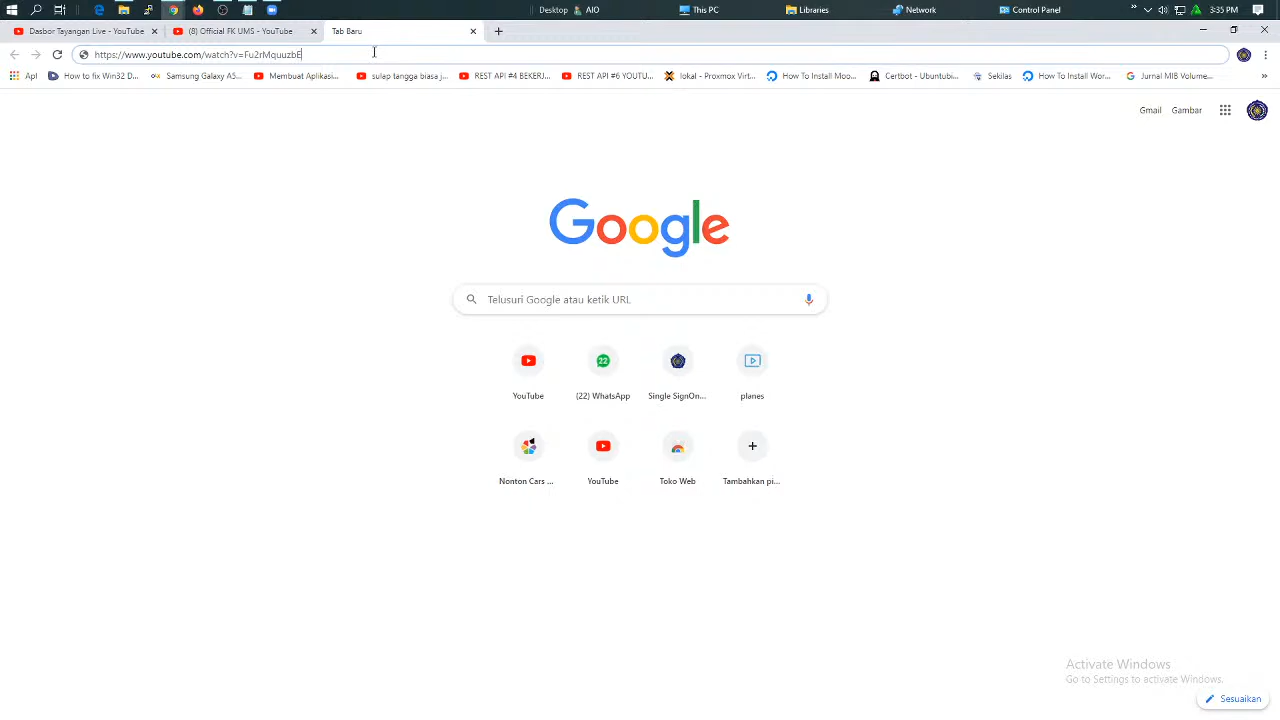 Desktop
AIO
This PC
Libraries
Network
Control Panel
3:35 PM
Dasbor Tayangan Live - YouTube
(8) Official FK UMS - YouTube
Tab Baru
https://www.youtube.com/watch?v=Fu2rMquuzbE
Apl
How to fix Win32 D...
Samsung Galaxy A5...
Membuat Aplikasi...
sulap tangga biasa j...
REST API #4 BEKERJ...
REST API #6 YOUTU...
lokal - Proxmox Virt...
How To Install Moo...
Certbot - Ubuntubi...
Sekilas
How To Install Wor...
Jurnal MIB Volume...
Gmail
Gambar
Google
Telusuri Google atau ketik URL
22
YouTube
(22) WhatsApp
Single SignOn...
planes
Nonton Cars ...
YouTube
Toko Web
Tambahkan pi...
Activate Windows
Go to Settings to activate Windows.
Sesuaikan